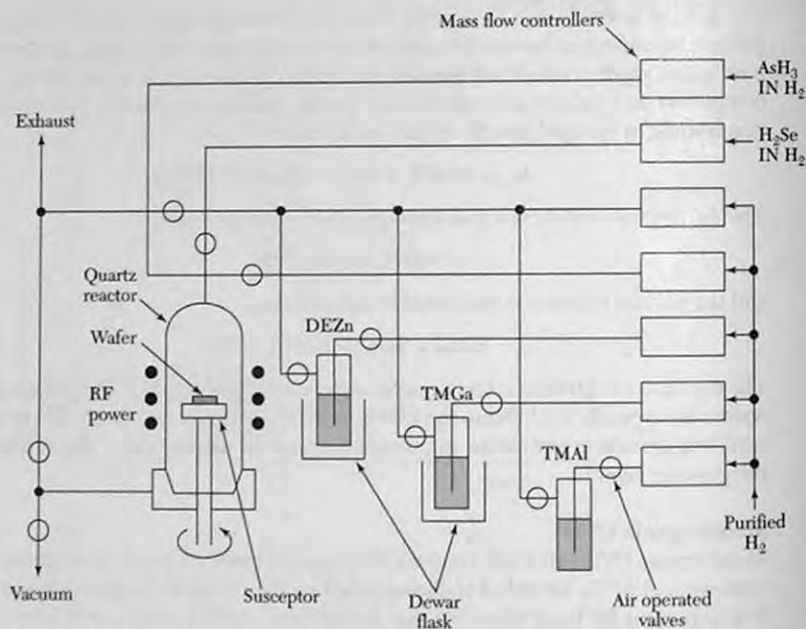 Mass flow controllers
AsH₃
IN H₂
Exhaust
H₂Se
IN H₂
Quartz
reactor
DEZn
Wafer
TMGa
RF
power
TMAl
Purified
H₂
Vacuum
Susceptor
Dewar
flask
Air operated
valves